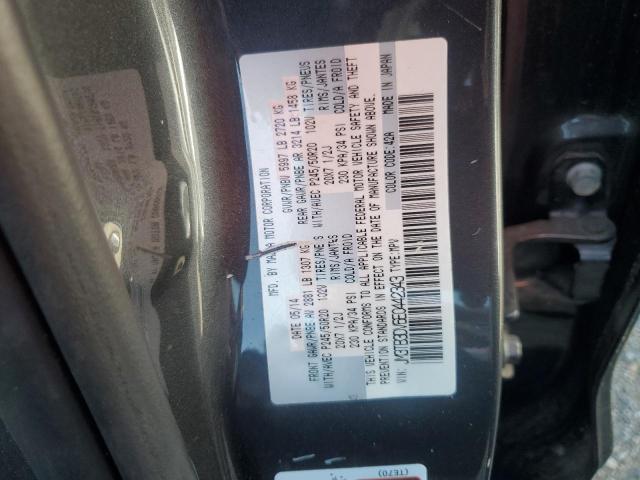 MFD. BY MAZDA MOTOR CORPORATION
DATE 05/14 GVWR/PNBV 5997 LB 2720 KG
FRONT GAWR/PNBE AV 2881 LB 1307 KG REAR GAWR/PNBE AR 3214 LB 1458 KG
WITH/AVEC P245/50R20 102V TIRES/PNE S WITH/AVEC P245/50R20 102V TIRES/PNEUS
20X7 1/2J RIMS/JANTES 20X7 1/2J RIMS/JANTES
230 KPA/34 PSI COLD/A FROID 230 KPA/34 PSI COLD/A FROID
THIS VEHICLE CONFORMS TO ALL APPLICABLE FEDERAL MOTOR VEHICLE SAFETY AND THEFT
PREVENTION STANDARDS IN EFFECT ON THE DATE OF MANUFACTURE SHOWN ABOVE.
VIN: TYPE:MPV COLOR CODE:42A MADE IN JAPAN
(TE70)